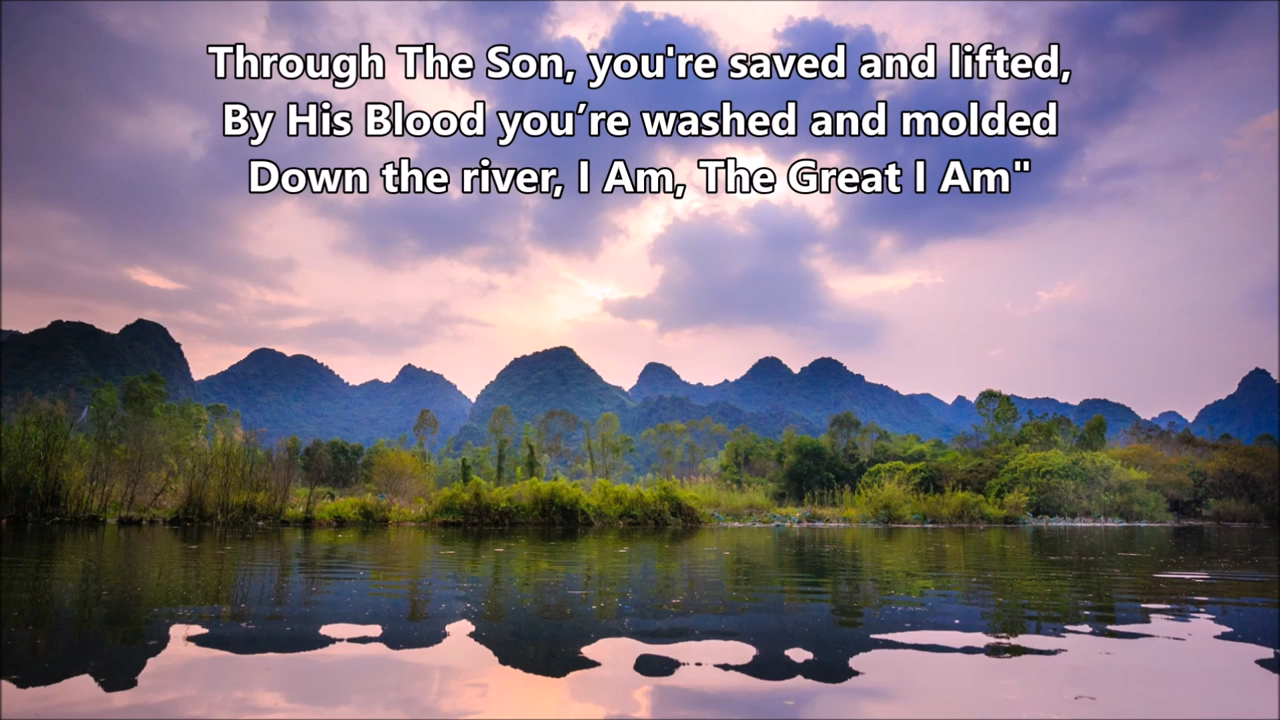 Through The Son, you're saved and lifted,
By His Blood you’re washed and molded
Down the river, I Am, The Great I Am"